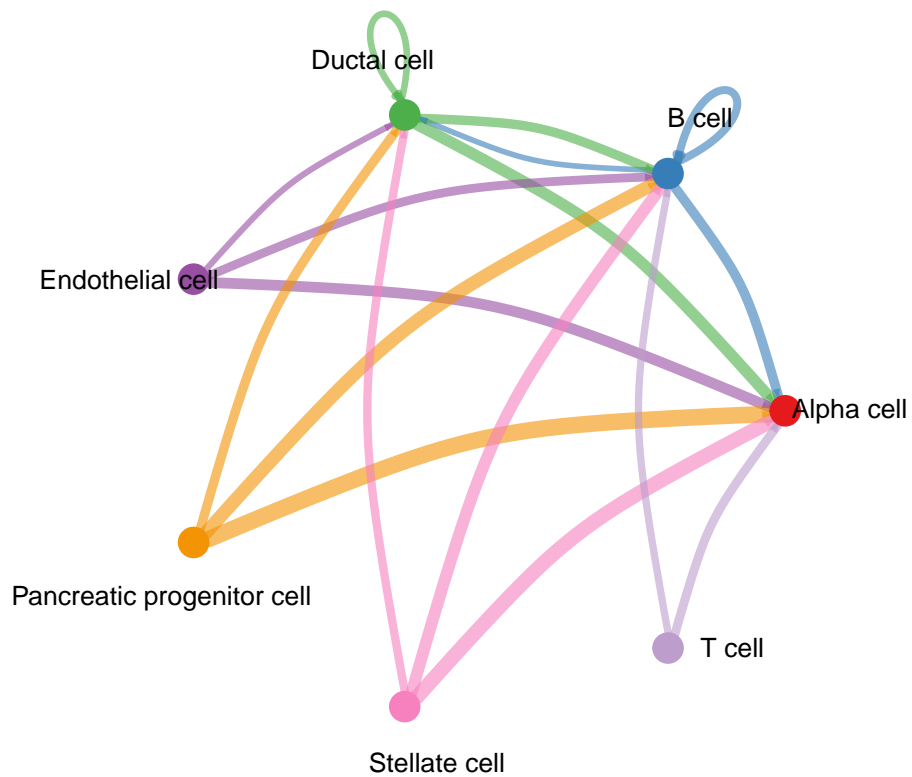 Ductal cell
B cell
Endothelial cell
Alpha cell
Pancreatic progenitor cell
T cell
Stellate cell